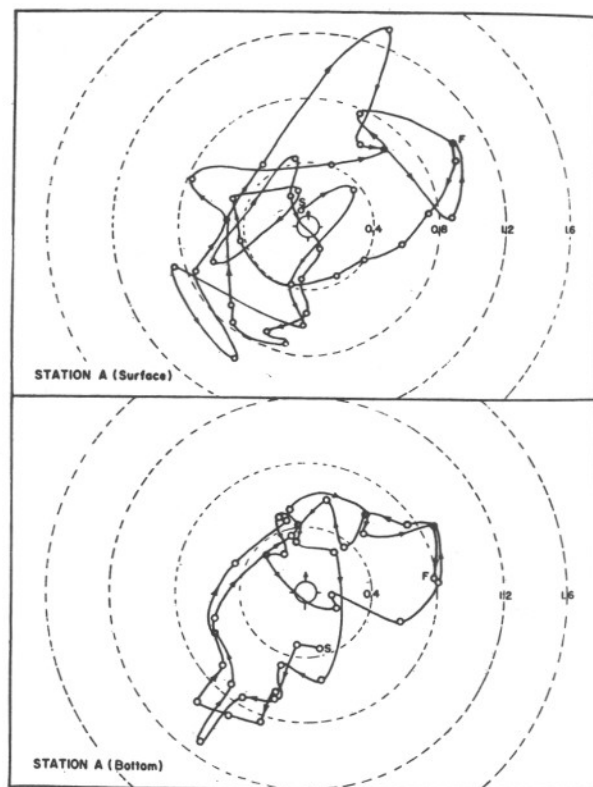 F
S
0.4
0.8
1.2
1.6
STATION A (Surface)
F
0.4
1.2
1.6
S
STATION A (Bottom)